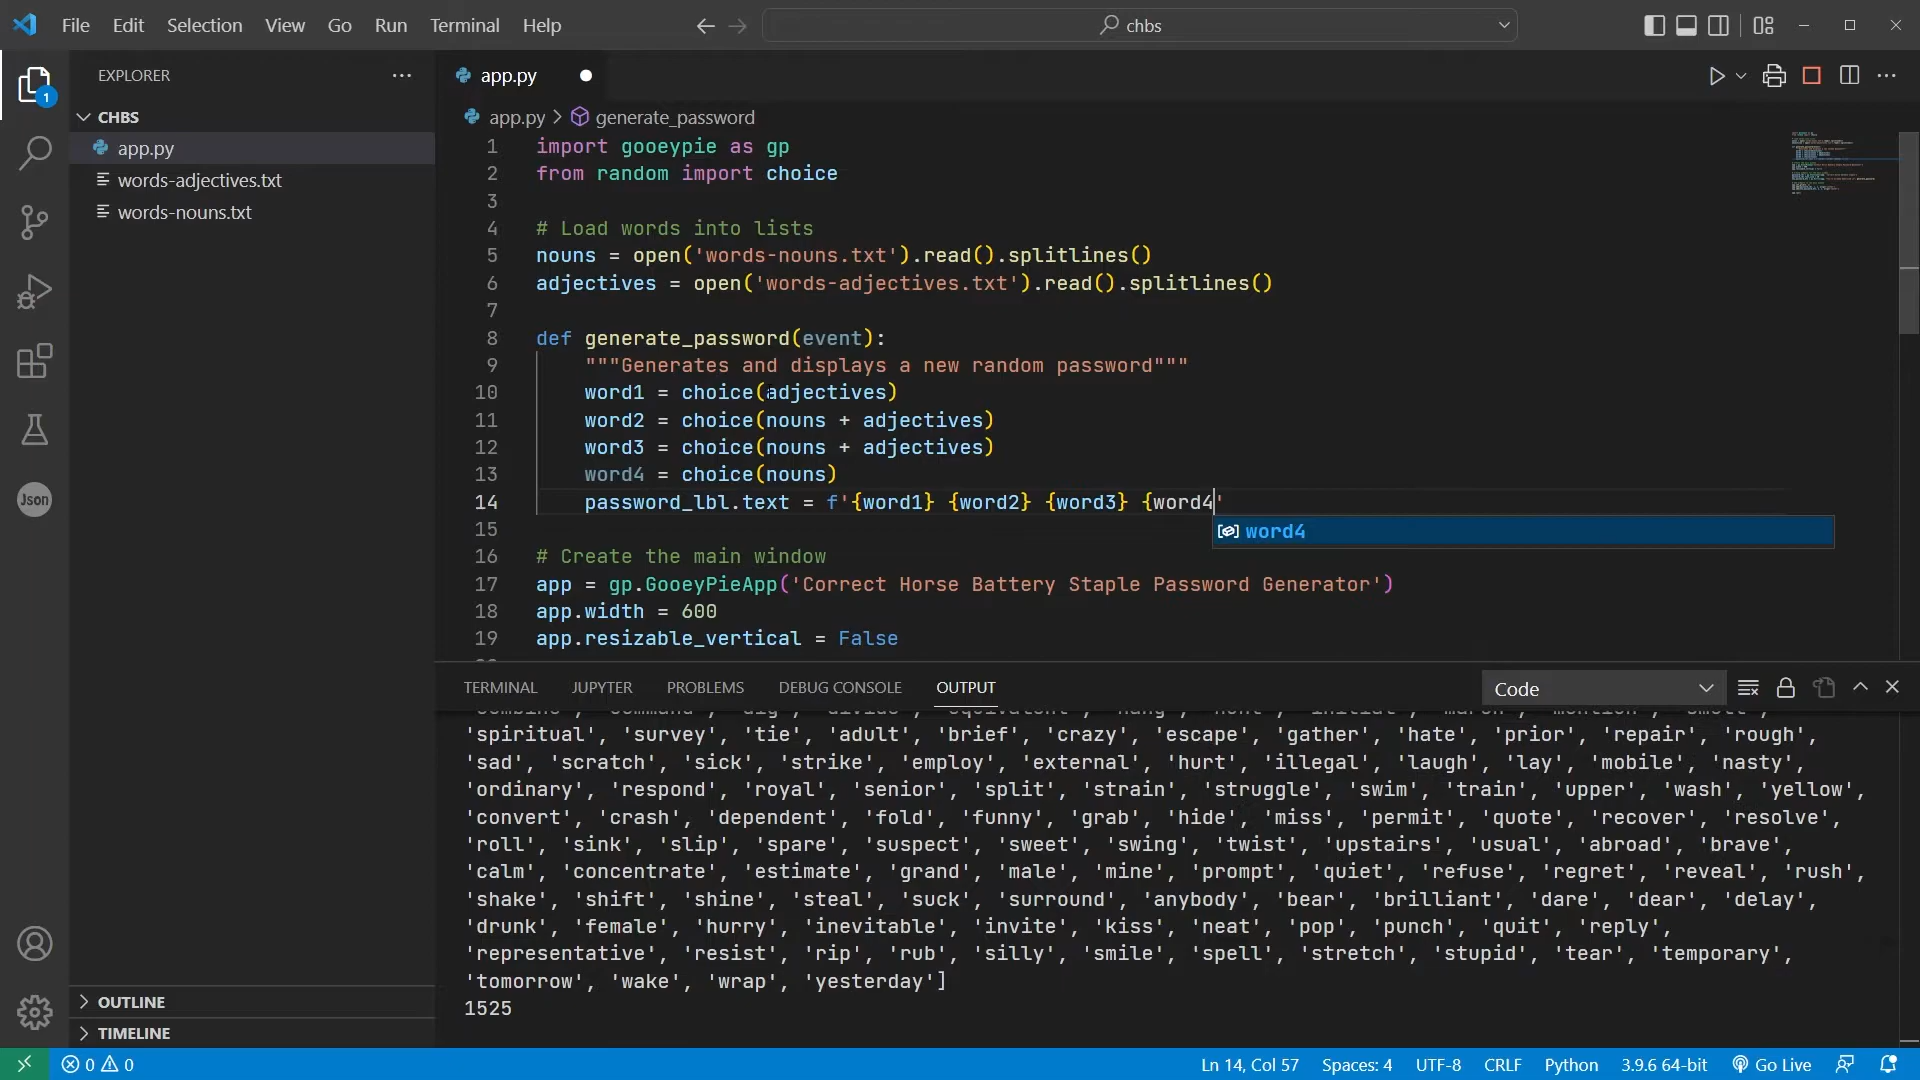 File Edit Selection View Go Run Terminal Help
chbs
EXPLORER
1
CHBS
app.py
words-adjectives.txt
words-nouns.txt
Json
OUTLINE
TIMELINE
app.py
app.py > generate_password
1 import gooeypie as gp
2 from random import choice
3
4 # Load words into lists
5 nouns = open('words-nouns.txt').read().splitlines()
6 adjectives = open('words-adjectives.txt').read().splitlines()
7
8 def generate_password(event):
9 """Generates and displays a new random password"""
10 word1 = choice(adjectives)
11 word2 = choice(nouns + adjectives)
12 word3 = choice(nouns + adjectives)
13 word4 = choice(nouns)
14 password_lbl.text = f'{word1} {word2} {word3} {word4'
word4
15
16 # Create the main window
17 app = gp.GooeyPieApp('Correct Horse Battery Staple Password Generator')
18 app.width = 600
19 app.resizable_vertical = False
TERMINAL JUPYTER PROBLEMS DEBUG CONSOLE OUTPUT
Code
'spiritual', 'survey', 'tie', 'adult', 'brief', 'crazy', 'escape', 'gather', 'hate', 'prior', 'repair', 'rough',
'sad', 'scratch', 'sick', 'strike', 'employ', 'external', 'hurt', 'illegal', 'laugh', 'lay', 'mobile', 'nasty',
'ordinary', 'respond', 'royal', 'senior', 'split', 'strain', 'struggle', 'swim', 'train', 'upper', 'wash', 'yellow',
'convert', 'crash', 'dependent', 'fold', 'funny', 'grab', 'hide', 'miss', 'permit', 'quote', 'recover', 'resolve',
'roll', 'sink', 'slip', 'spare', 'suspect', 'sweet', 'swing', 'twist', 'upstairs', 'usual', 'abroad', 'brave',
'calm', 'concentrate', 'estimate', 'grand', 'male', 'mine', 'prompt', 'quiet', 'refuse', 'regret', 'reveal', 'rush',
'shake', 'shift', 'shine', 'steal', 'suck', 'surround', 'anybody', 'bear', 'brilliant', 'dare', 'dear', 'delay',
'drunk', 'female', 'hurry', 'inevitable', 'invite', 'kiss', 'neat', 'pop', 'punch', 'quit', 'reply',
'representative', 'resist', 'rip', 'rub', 'silly', 'smile', 'spell', 'stretch', 'stupid', 'tear', 'temporary',
'tomorrow', 'wake', 'wrap', 'yesterday']
1525
0 0 Ln 14, Col 57 Spaces: 4 UTF-8 CRLF Python 3.9.6 64-bit Go Live